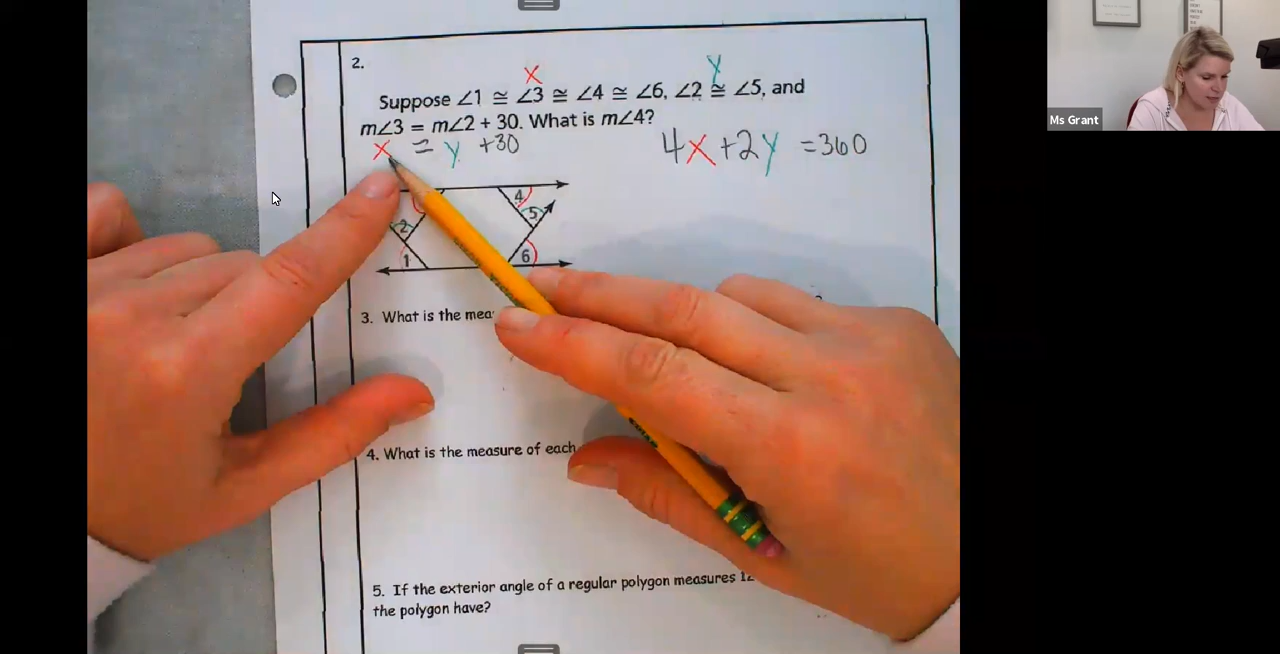 2.
x y
Suppose ∠1 ≅ ∠3 ≅ ∠4 ≅ ∠6, ∠2 ≅ ∠5, and
m∠3 = m∠2 + 30. What is m∠4?
x = y +30
4x+2y =360
4
5
2
1
6
3. What is the
4. What is the measure of each
5. If the exterior angle of a regular polygon measures
the polygon have?
Ms Grant